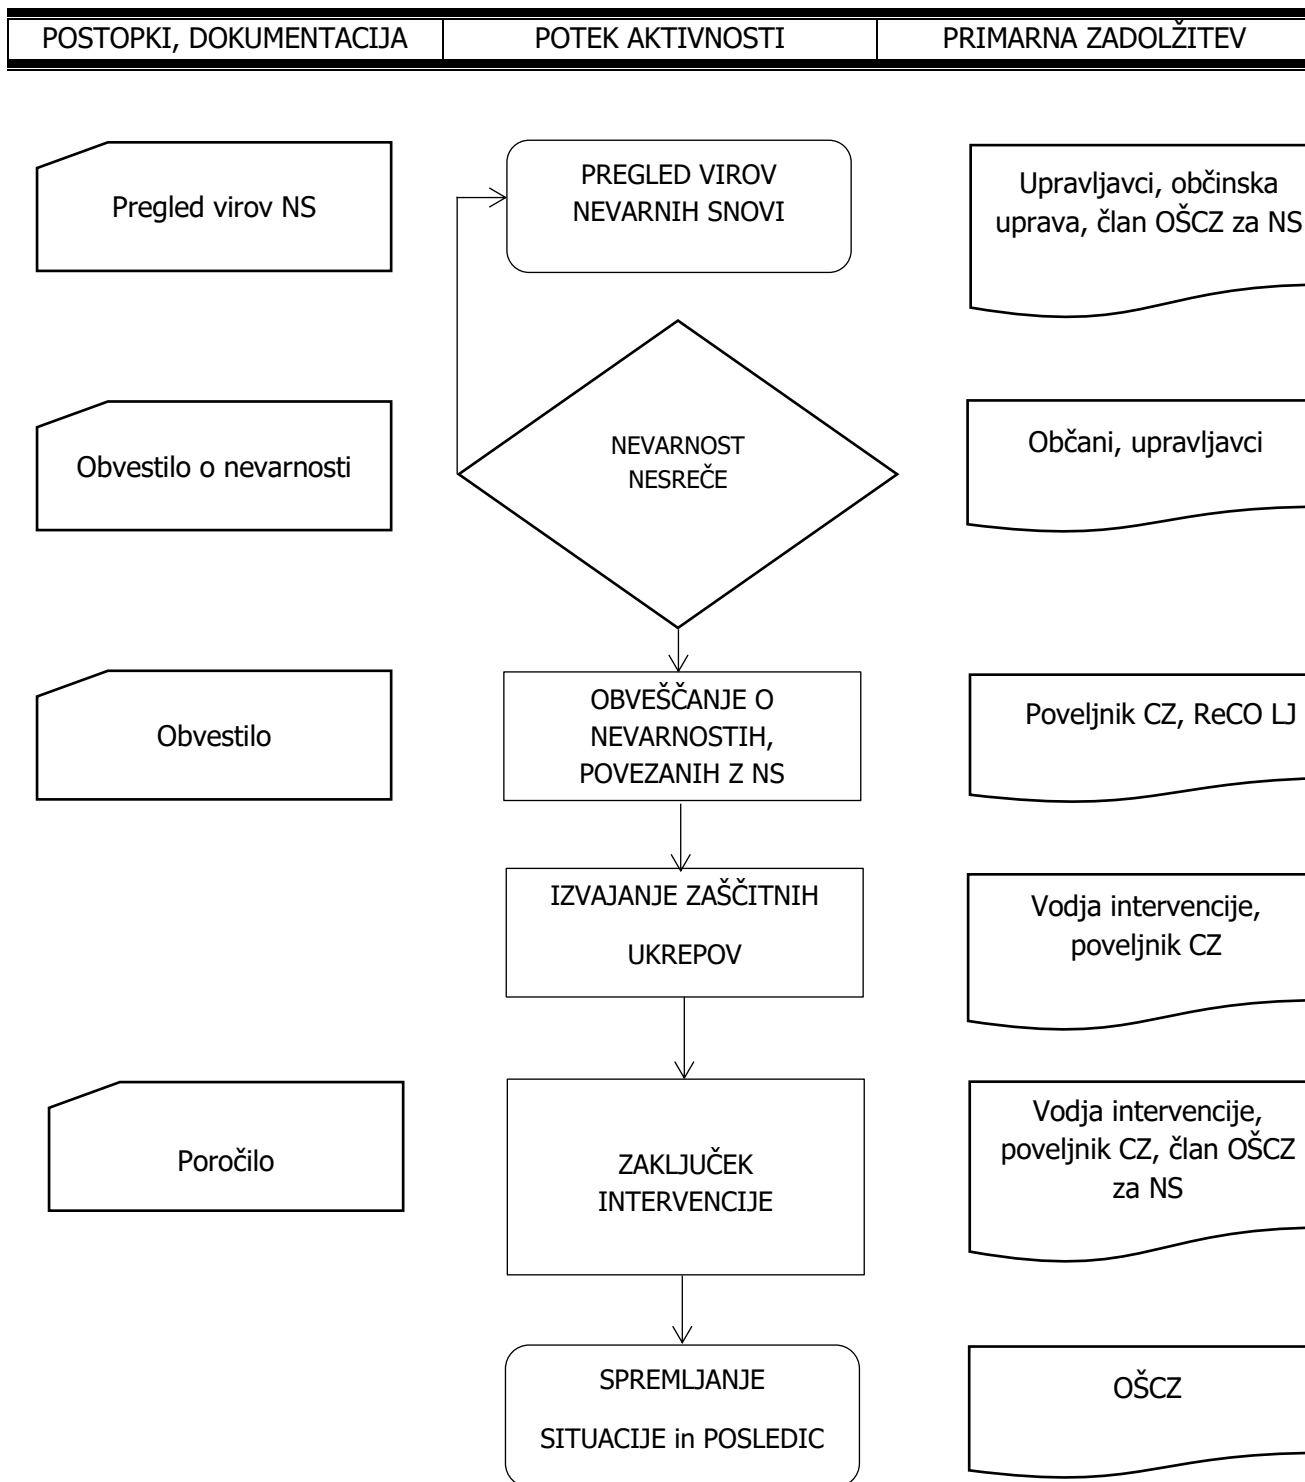 POSTOPKI, DOKUMENTACIJA
POTEK AKTIVNOSTI
PRIMARNA ZADOLŽITEV
Pregled virov NS
PREGLED VIROV
NEVARNIH SNOVI
Upravljavci, občinska
uprava, član OŠCZ za NS
Obvestilo o nevarnosti
NEVARNOST
NESREČE
Občani, upravljavci
Obvestilo
OBVEŠČANJE O
NEVARNOSTIH,
POVEZANIH Z NS
Poveljnik CZ, ReCO LJ
IZVAJANJE ZAŠČITNIH
UKREPOV
Vodja intervencije,
poveljnik CZ
Poročilo
ZAKLJUČEK
INTERVENCIJE
Vodja intervencije,
poveljnik CZ, član OŠCZ
za NS
SPREMLJANJE
SITUACIJE in POSLEDIC
OŠCZ